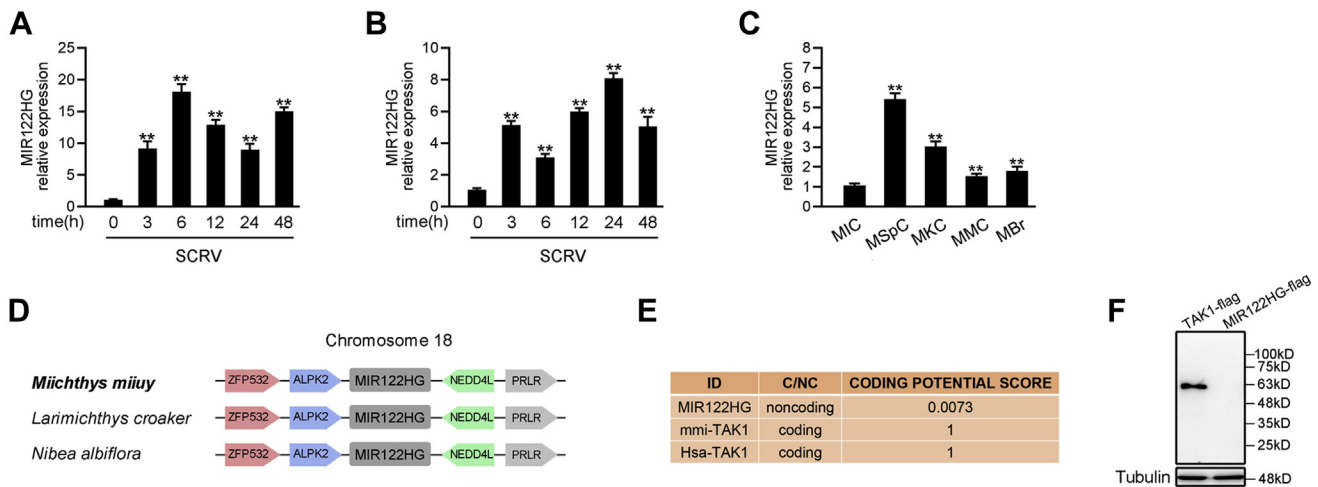 A
MIR122HG
relative expression
25
20
15
10
5
0
**
**
**
**
**
time(h)
0 3 6 12 24 48
SCRV
B
MIR122HG
relative expression
10
8
6
4
2
0
**
**
**
**
**
time(h)
0 3 6 12 24 48
SCRV
C
MIR122HG
relative expression
8
7
6
5
4
3
2
1
0
**
**
**
**
MIC MSpC MKC MMC MBr
D
Chromosome 18
Miichthys miiuy ZFP532 ALPK2 MIR122HG NEDD4L PRLR
Larimichthys croaker ZFP532 ALPK2 MIR122HG NEDD4L PRLR
Nibea albiflora ZFP532 ALPK2 MIR122HG NEDD4L PRLR
E
ID C/NC CODING POTENTIAL SCORE
MIR122HG noncoding 0.0073
mmi-TAK1 coding 1
Hsa-TAK1 coding 1
F
TAK1-flag MIR122HG-flag
100kD
75kD
63kD
48kD
35kD
25kD
Tubulin 48kD